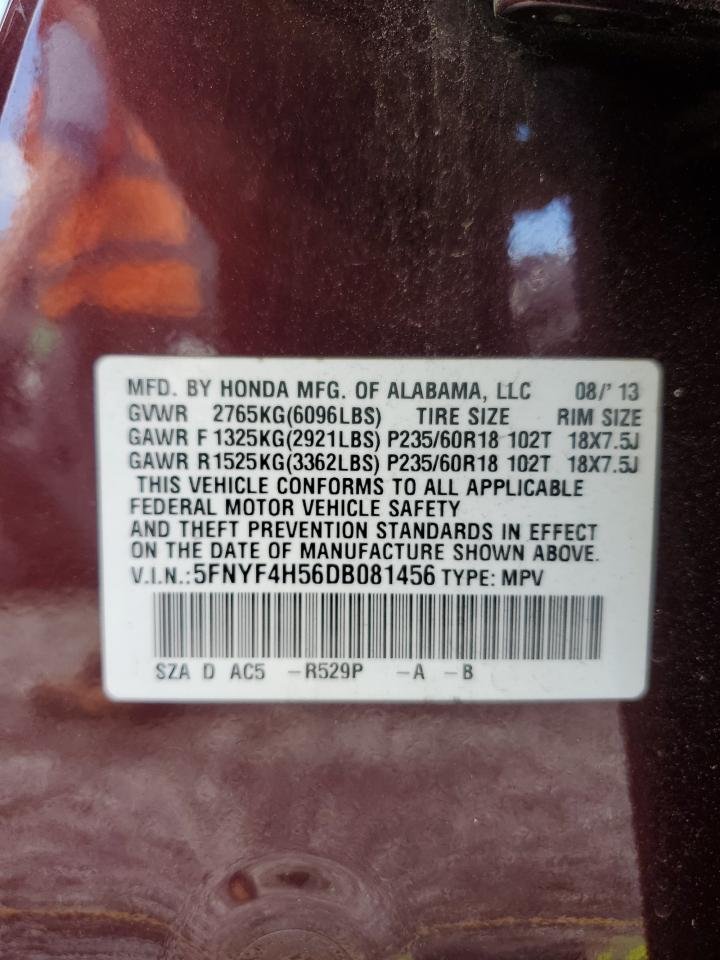 MFD. BY HONDA MFG. OF ALABAMA, LLC 08/' 13
GVWR 2765KG(6096LBS) TIRE SIZE RIM SIZE
GAWR F 1325KG(2921LBS) P235/60R18 102T 18X7.5J
GAWR R1525KG(3362LBS) P235/60R18 102T 18X7.5J
THIS VEHICLE CONFORMS TO ALL APPLICABLE
FEDERAL MOTOR VEHICLE SAFETY
AND THEFT PREVENTION STANDARDS IN EFFECT
ON THE DATE OF MANUFACTURE SHOWN ABOVE.
V.I.N.:5FNYF4H56DB081456 TYPE: MPV
SZA D AC5 -R529P -A -B